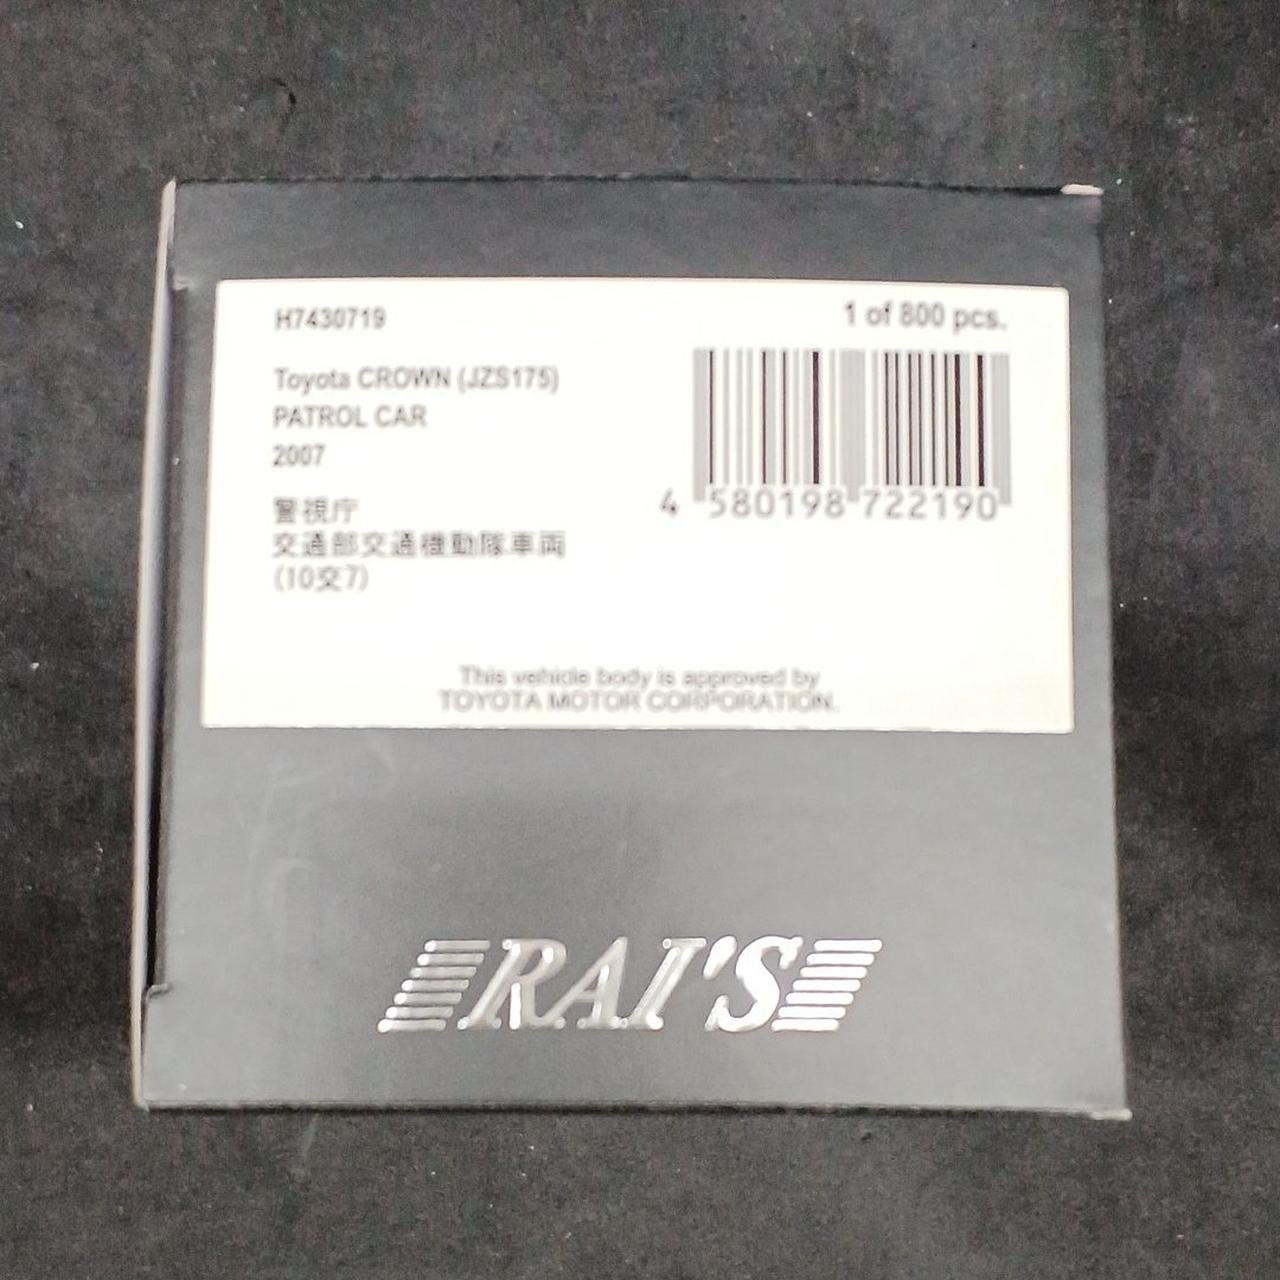 H7430719
1 of 800 pcs.
Toyota CROWN (JZS175)
PATROL CAR
2007
警視庁
交通部交通機動隊車両
(10交7)
4 580198 722190
This vehicle body is approved by
TOYOTA MOTOR CORPORATION.
RAI'S